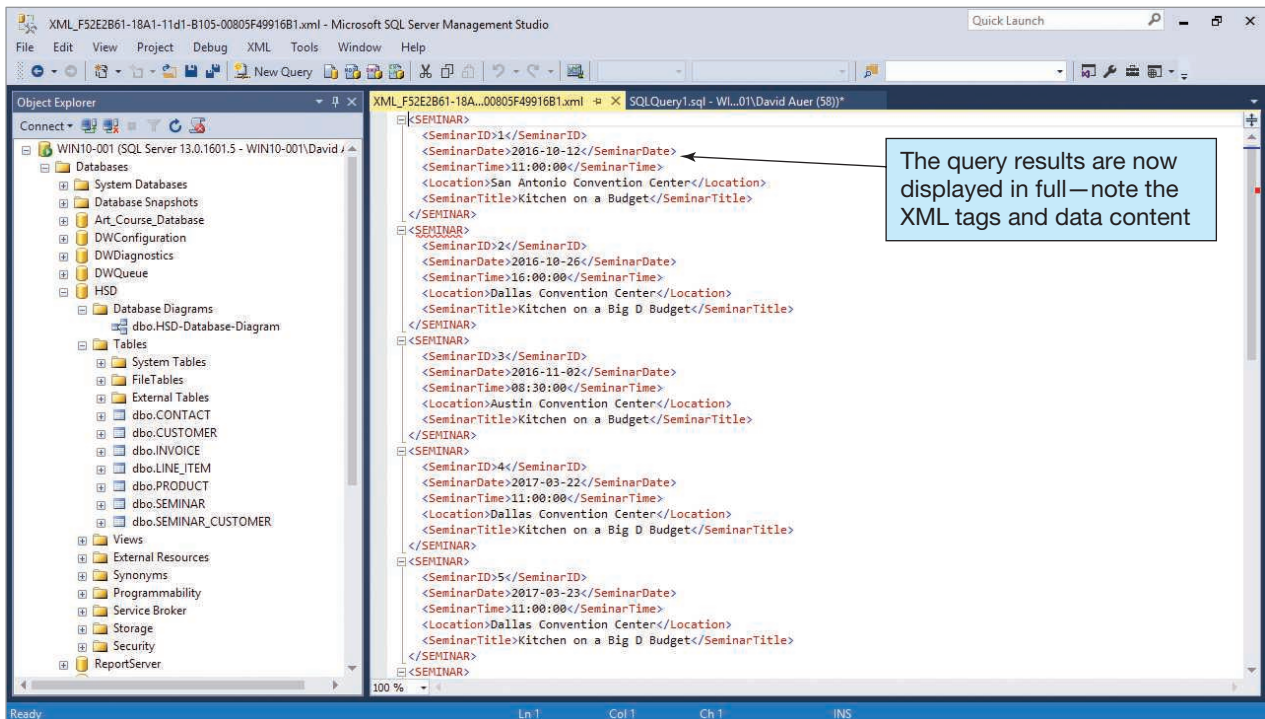 XML_F52E2B61-18A1-11d1-B105-00805F49916B1.xml - Microsoft SQL Server Management Studio
Quick Launch
File Edit View Project Debug XML Tools Window Help
New Query
Object Explorer
Connect
WIN10-001 (SQL Server 13.0.1601.5 - WIN10-001\David
Databases
System Databases
Database Snapshots
Art_Course_Database
DWConfiguration
DWDiagnostics
DWQueue
HSD
Database Diagrams
dbo.HSD-Database-Diagram
Tables
System Tables
FileTables
External Tables
dbo.CONTACT
dbo.CUSTOMER
dbo.INVOICE
dbo.LINE_ITEM
dbo.PRODUCT
dbo.SEMINAR
dbo.SEMINAR_CUSTOMER
Views
External Resources
Synonyms
Programmability
Service Broker
Storage
Security
ReportServer
XML_F52E2B61-18A...00805F49916B1.xml
SQLQuery1.sql - WI...01\David Auer (58))*
<SEMINAR>
<SeminarID>1</SeminarID>
<SeminarDate>2016-10-12</SeminarDate>
<SeminarTime>11:00:00</SeminarTime>
<Location>San Antonio Convention Center</Location>
<SeminarTitle>Kitchen on a Budget</SeminarTitle>
</SEMINAR>
<SEMINAR>
<SeminarID>2</SeminarID>
<SeminarDate>2016-10-26</SeminarDate>
<SeminarTime>16:00:00</SeminarTime>
<Location>Dallas Convention Center</Location>
<SeminarTitle>Kitchen on a Big D Budget</SeminarTitle>
</SEMINAR>
<SEMINAR>
<SeminarID>3</SeminarID>
<SeminarDate>2016-11-02</SeminarDate>
<SeminarTime>08:30:00</SeminarTime>
<Location>Austin Convention Center</Location>
<SeminarTitle>Kitchen on a Budget</SeminarTitle>
</SEMINAR>
<SEMINAR>
<SeminarID>4</SeminarID>
<SeminarDate>2017-03-22</SeminarDate>
<SeminarTime>11:00:00</SeminarTime>
<Location>Dallas Convention Center</Location>
<SeminarTitle>Kitchen on a Big D Budget</SeminarTitle>
</SEMINAR>
<SEMINAR>
<SeminarID>5</SeminarID>
<SeminarDate>2017-03-23</SeminarDate>
<SeminarTime>11:00:00</SeminarTime>
<Location>Dallas Convention Center</Location>
<SeminarTitle>Kitchen on a Big D Budget</SeminarTitle>
</SEMINAR>
<SEMINAR>
100 %
The query results are now
displayed in full—note the
XML tags and data content
Ready
Ln 1
Col 1
Ch 1
INS